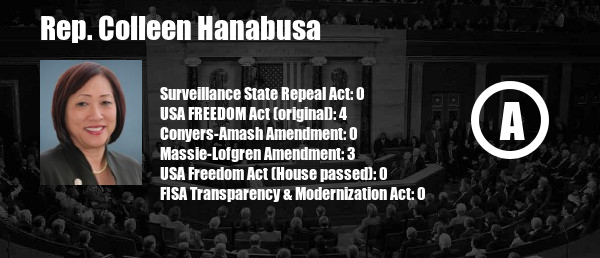 Rep. Colleen Hanabusa
Surveillance State Repeal Act: 0
USA FREEDOM Act (original): 4
Conyers-Amash Amendment: 0
Massie-Lofgren Amendment: 3
USA Freedom Act (House passed): 0
FISA Transparency & Modernization Act: 0
A